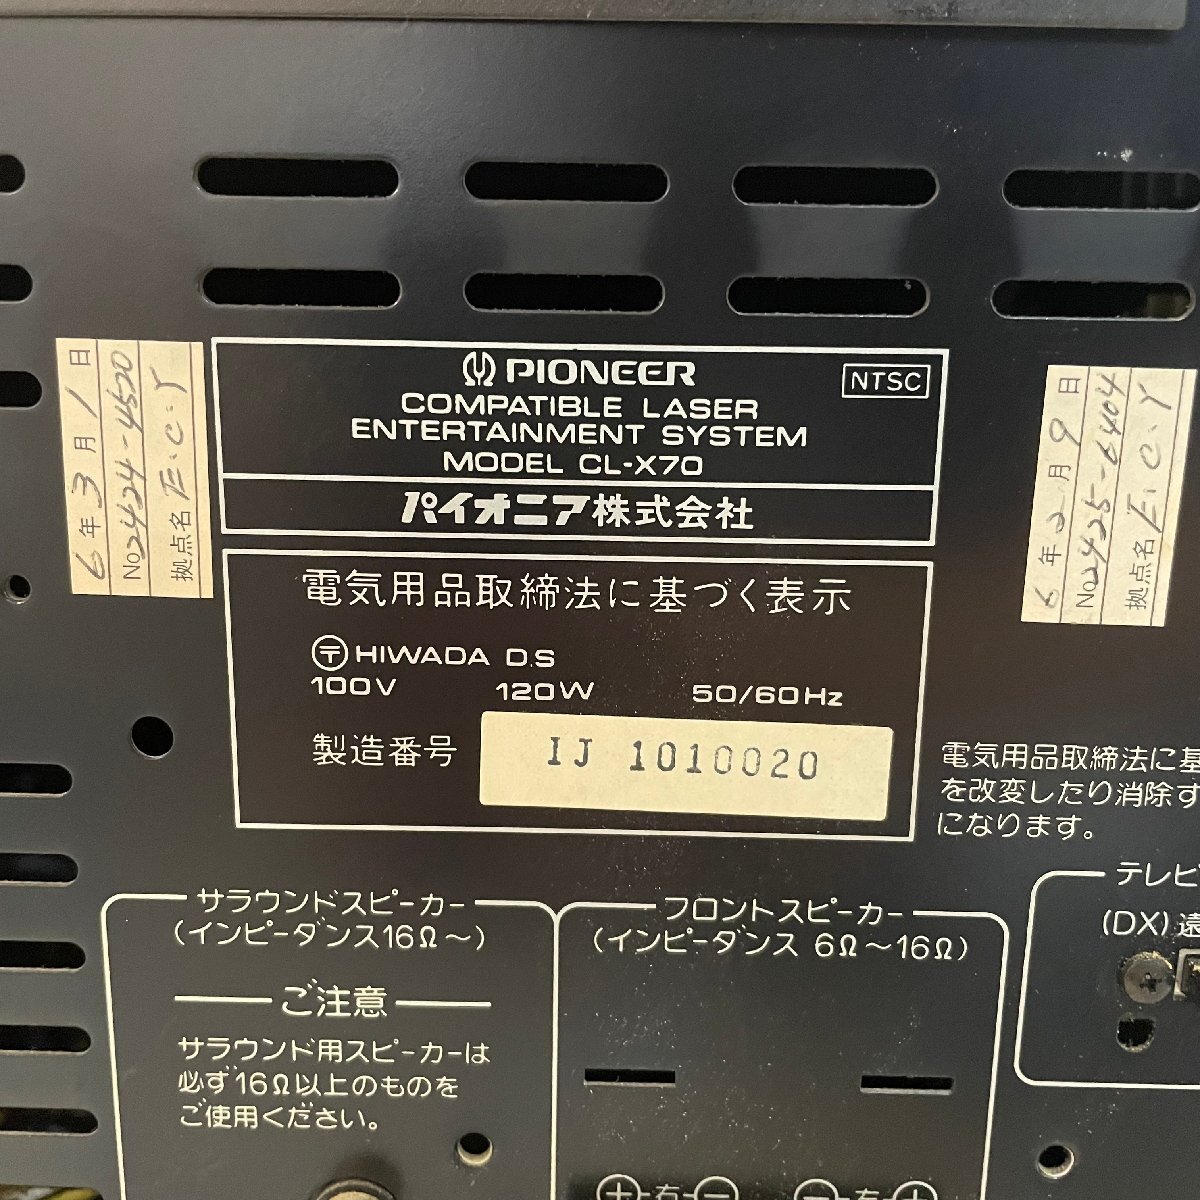 PIONEER
NTSC
COMPATIBLE LASER
ENTERTAINMENT SYSTEM
MODEL CL-X70
パイオニア株式会社
電気用品取締法に基づく表示
〒 HIWADA D.S
100V 120W 50/60Hz
製造番号 IJ 1010020
6年3月1日
No2424-4520
拠点名 E.C.Y
6年2月9日
No2425-6404
拠点名 E.C.Y
電気用品取締法に基
を改変したり消除す
になります。
サラウンドスピーカー
(インピーダンス16Ω〜)
ご注意
サラウンド用スピーカーは
必ず16Ω以上のものを
ご使用ください。
フロントスピーカー
(インピーダンス 6Ω〜16Ω)
⊕ 右 ⊖ ⊖ 左 ⊕
テレビ
(DX)遠